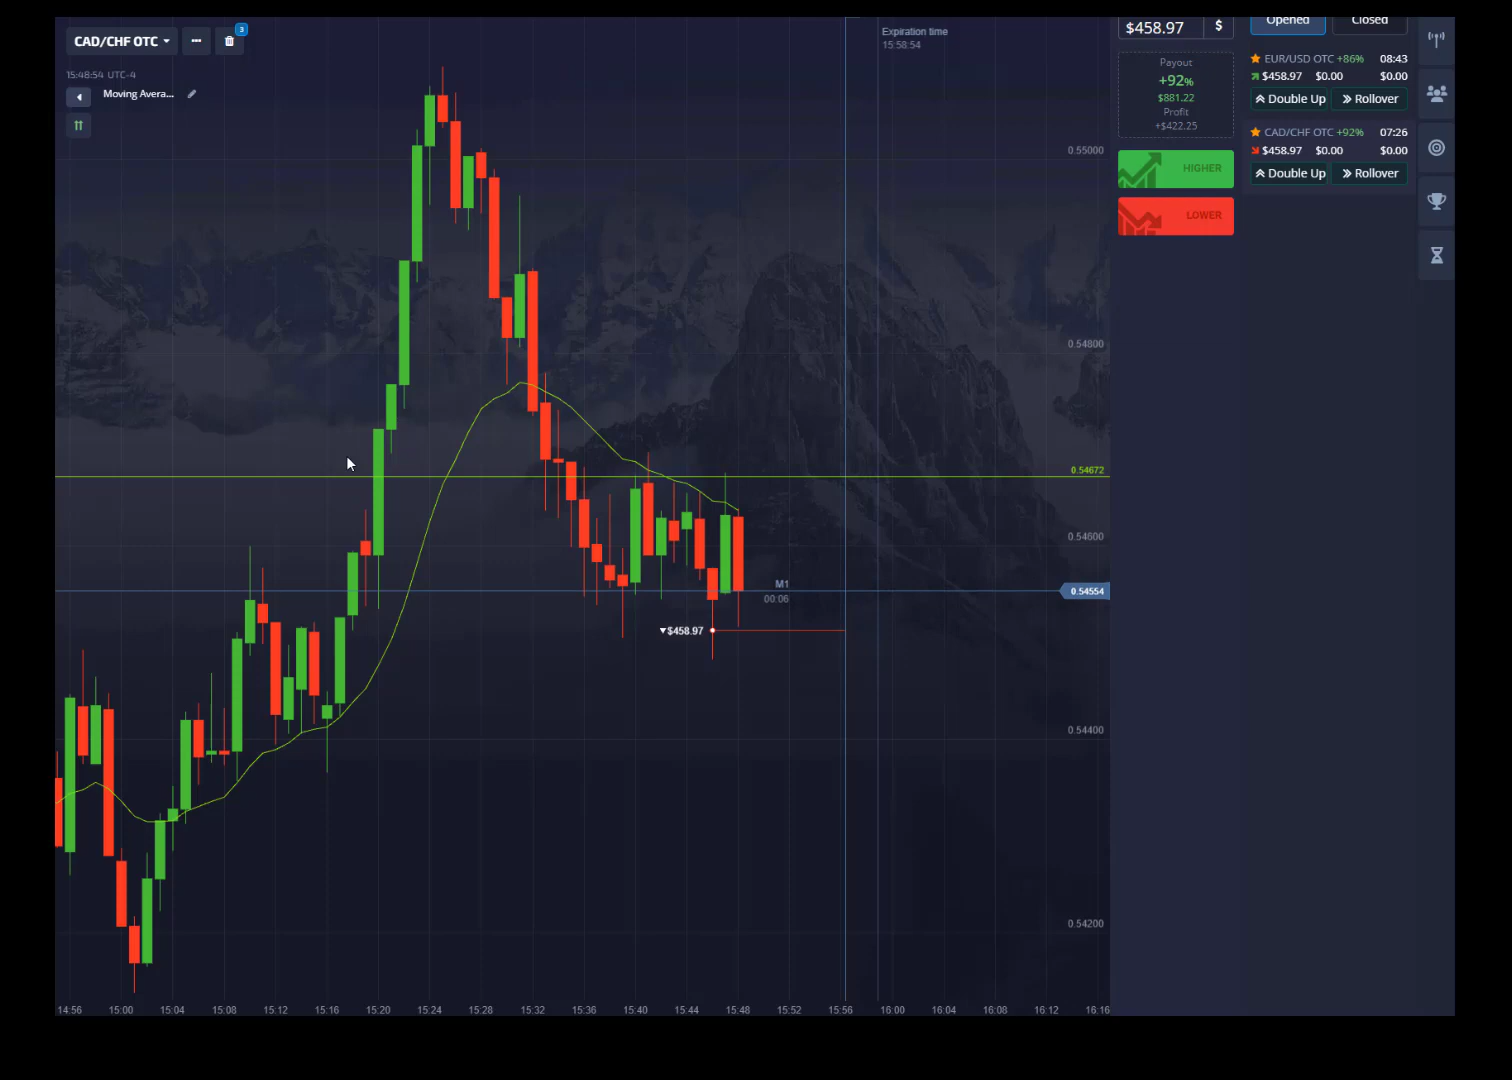 CAD/CHF OTC
3
15:48:54 UTC-4
Moving Avera...
Expiration time
15:58:54
$458.97 $
Payout
+92%
$881.22
Profit
+$422.25
HIGHER
LOWER
Opened Closed
EUR/USD OTC +86% 08:43
$458.97 $0.00 $0.00
Double Up Rollover
CAD/CHF OTC +92% 07:26
$458.97 $0.00 $0.00
Double Up Rollover
0.55000
0.54800
0.54672
0.54600
M1
00:06
0.54554
$458.97
0.54400
0.54200
14:56 15:00 15:04 15:08 15:12 15:16 15:20 15:24 15:28 15:32 15:36 15:40 15:44 15:48 15:52 15:56 16:00 16:04 16:08 16:12 16:16